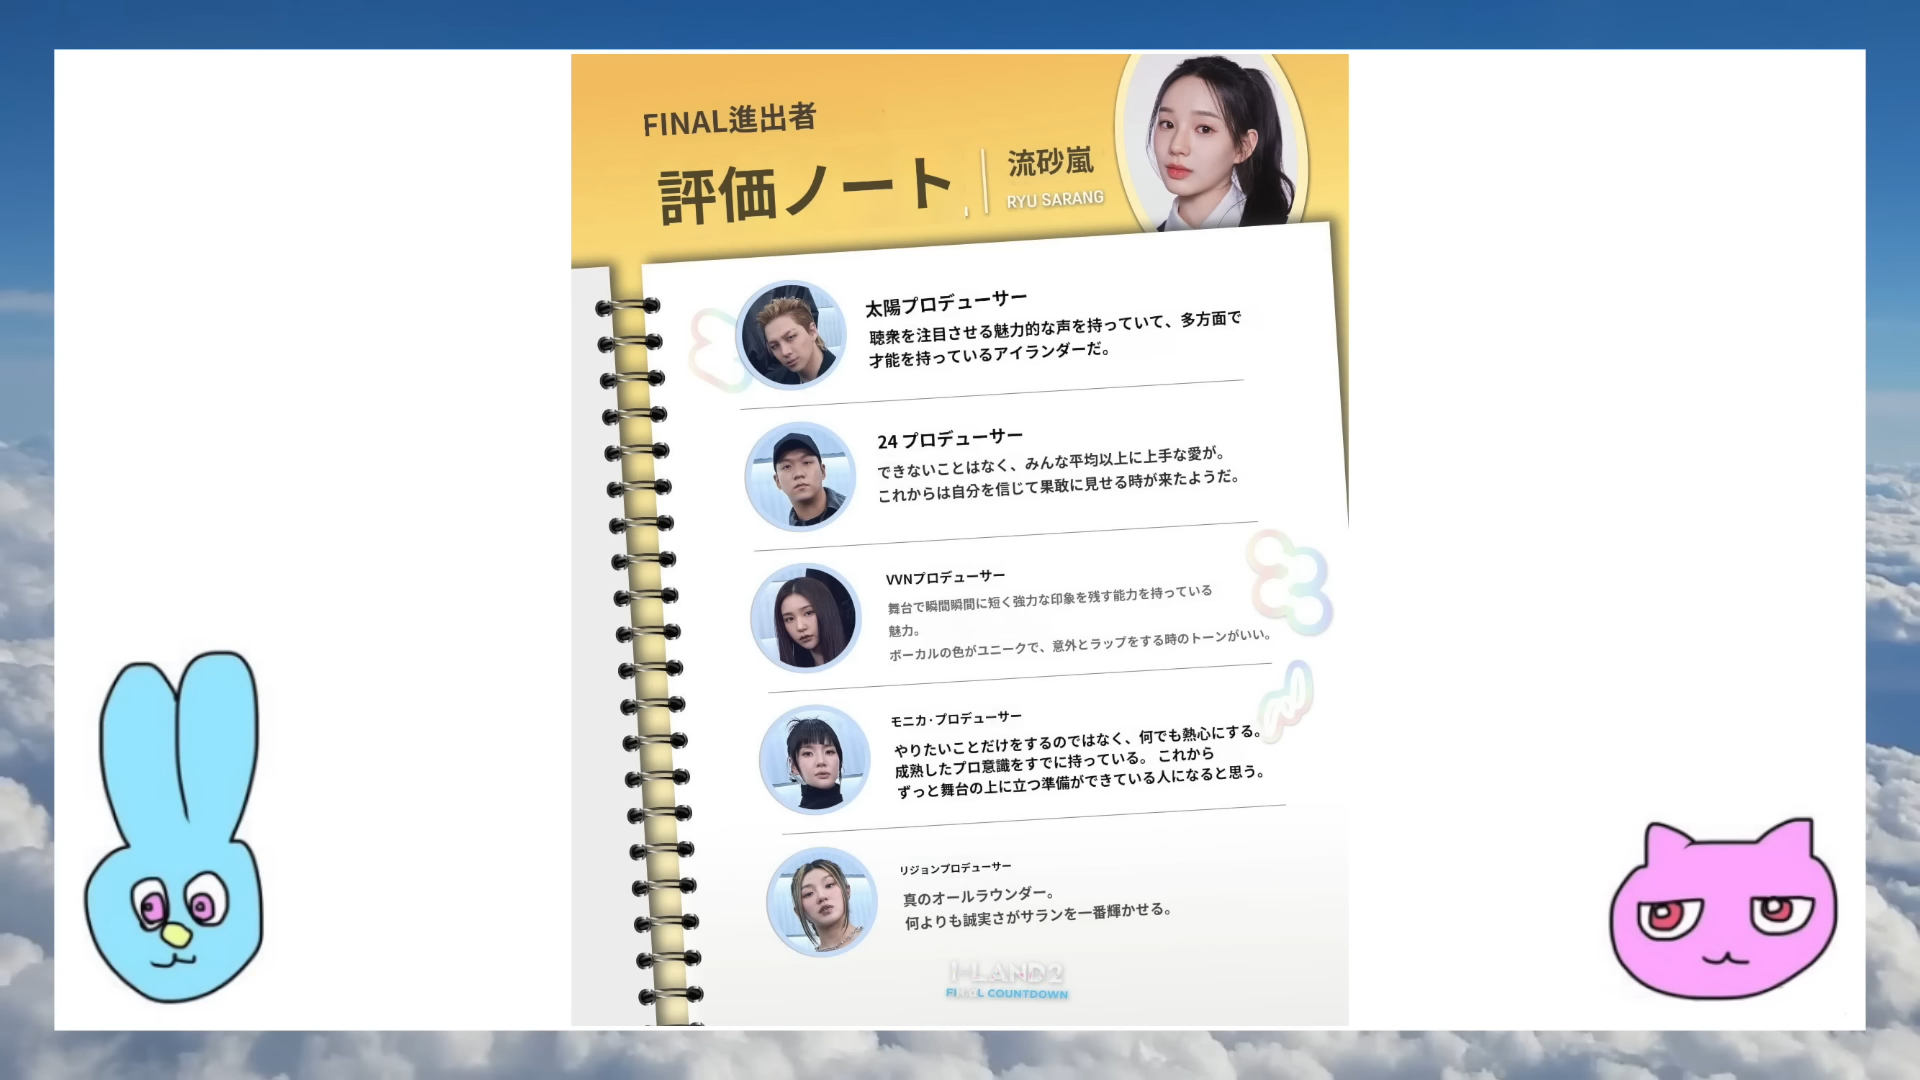 FINAL進出者
評価ノート
流砂嵐
RYU SARANG
太陽プロデューサー
聴衆を注目させる魅力的な声を持っていて、多方面で
才能を持っているアイランダーだ。
24 プロデューサー
できないことはなく、みんな平均以上に上手な愛が。
これからは自分を信じて果敢に見せる時が来たようだ。
VVNプロデューサー
舞台で瞬間瞬間に短く強力な印象を残す能力を持っている
魅力。
ボーカルの色がユニークで、意外とラップをする時のトーンがいい。
モニカ·プロデューサー
やりたいことだけをするのではなく、何でも熱心にする。
成熟したプロ意識をすでに持っている。 これから
ずっと舞台の上に立つ準備ができている人になると思う。
リジョンプロデューサー
真のオールラウンダー。
何よりも誠実さがサランを一番輝かせる。
I-LAND2
FINAL COUNTDOWN